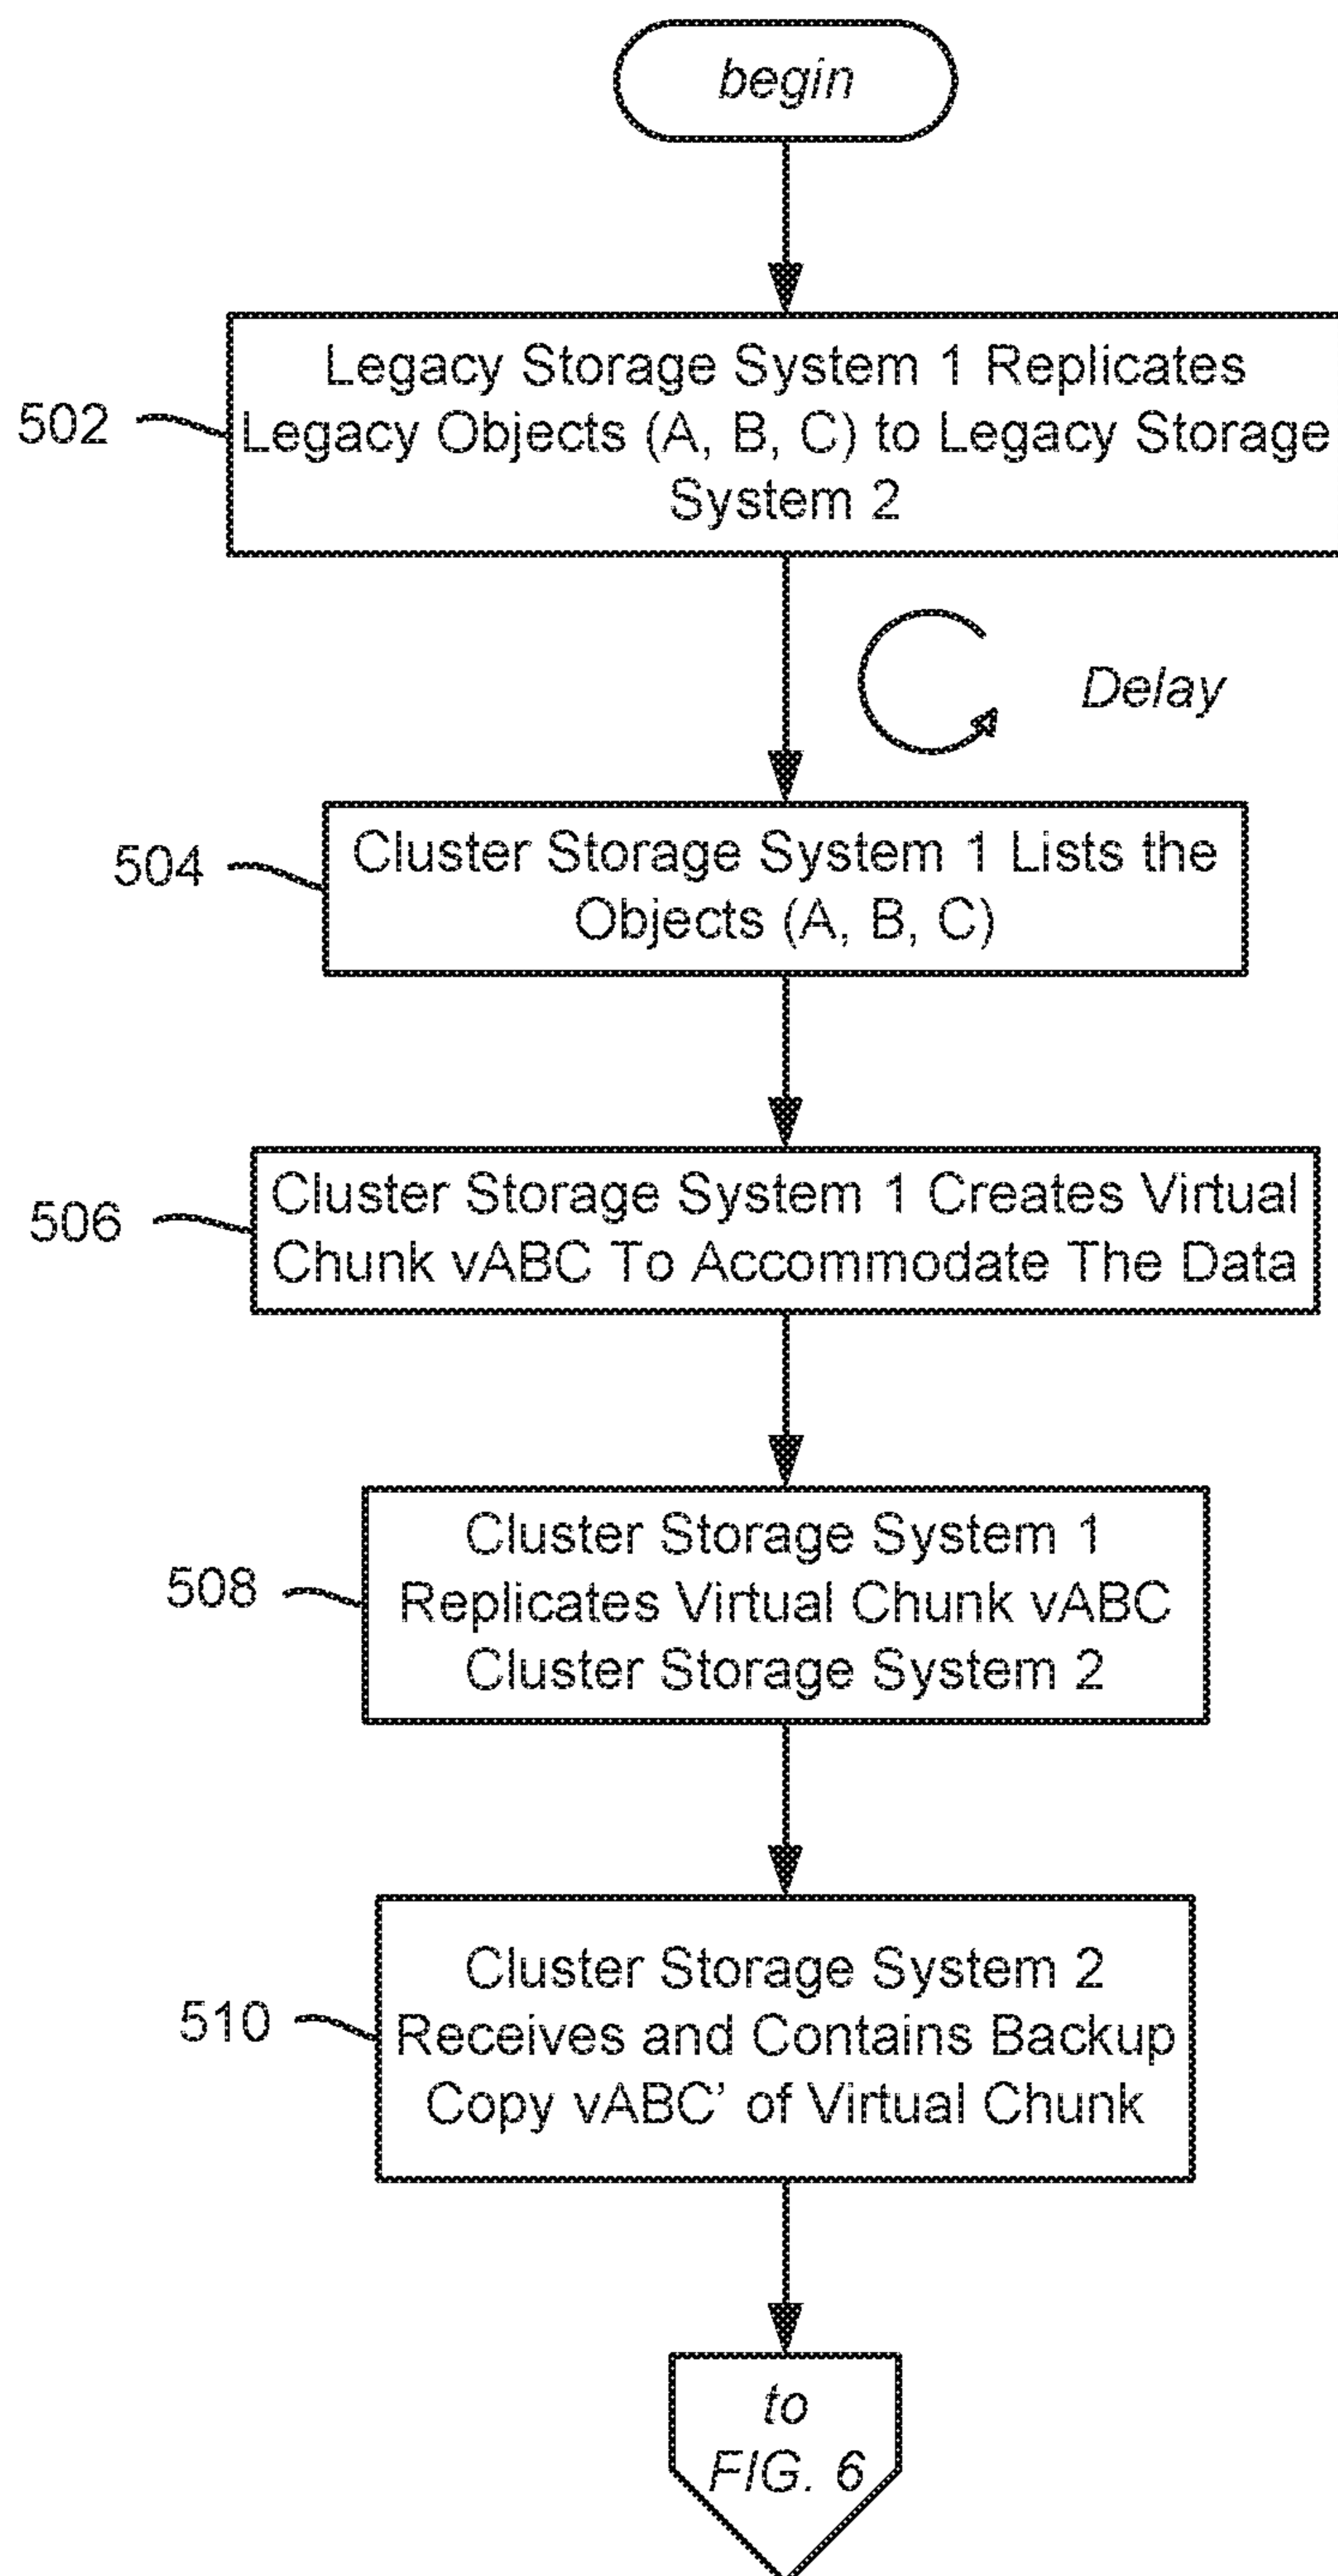 begin
502
Legacy Storage System 1 Replicates
Legacy Objects (A, B, C) to Legacy Storage
System 2
Delay
504
Cluster Storage System 1 Lists the
Objects (A, B, C)
506
Cluster Storage System 1 Creates Virtual
Chunk vABC To Accommodate The Data
508
Cluster Storage System 1
Replicates Virtual Chunk vABC
Cluster Storage System 2
510
Cluster Storage System 2
Receives and Contains Backup
Copy vABC’ of Virtual Chunk
to
FIG. 6